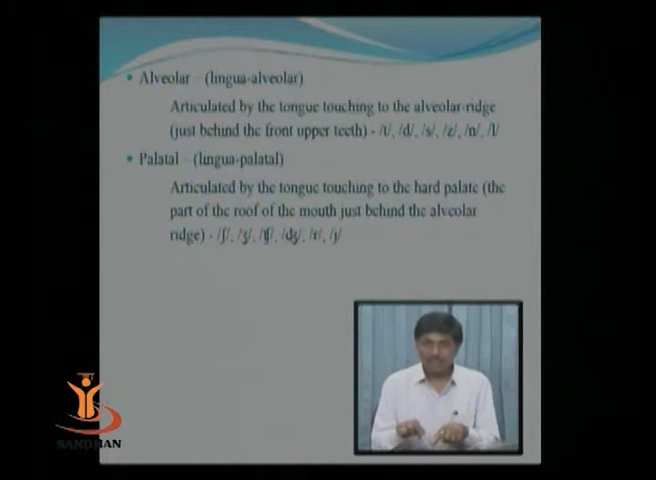 • Alveolar – (lingua-alveolar)
Articulated by the tongue touching to the alveolar-ridge
(just behind the front upper teeth) - /t/, /d/, /s/, /z/, /n/, /l/
• Palatal – (lingua-palatal)
Articulated by the tongue touching to the hard palate (the
part of the roof of the mouth just behind the alveolar
ridge) - /ʃ/, /ʒ/, /tʃ/, /dʒ/, /r/, /j/
SANDHAN